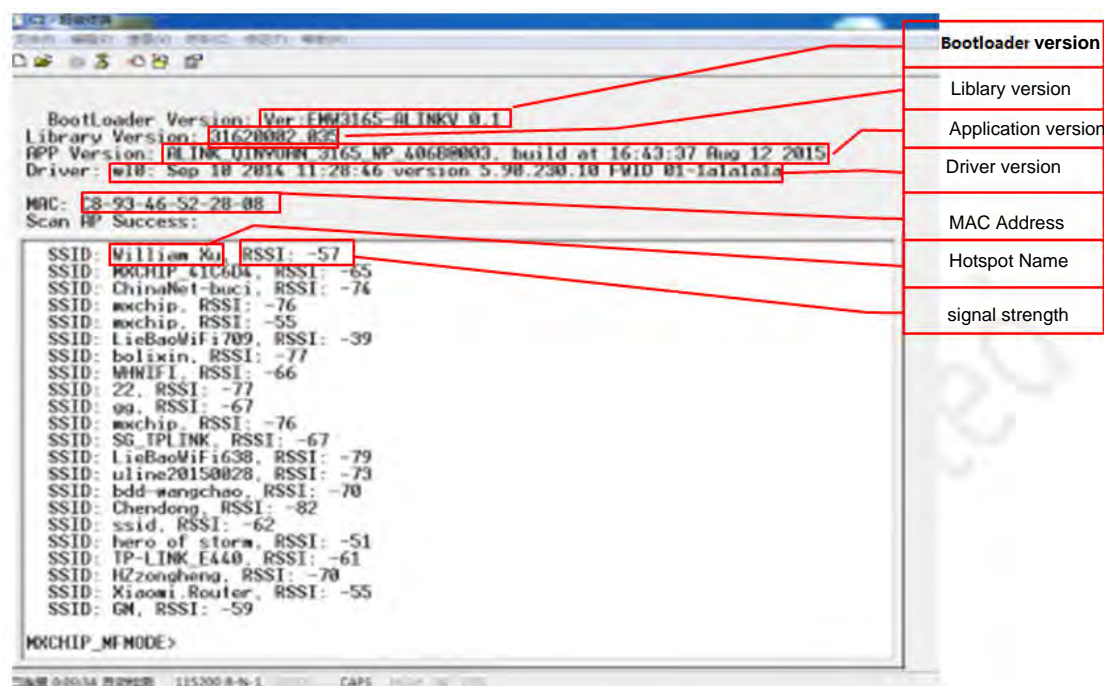 BootLoader Version: Ver:EMW3165-ALINKV_0.1
Library Version: 31620002.035
APP Version: ALINK_QINYUAN_3165_WP_40688003, build at 16:43:37 Aug 12 2015
Driver: wl0: Sep 10 2014 11:28:46 version 5.90.230.10 FWID 01-1alalala
MAC: C8-93-46-52-28-08
Scan AP Success:
SSID: William Xu, RSSI: -57
SSID: MXCHIP_41C6D4, RSSI: -65
SSID: ChinaNet-buci, RSSI: -74
SSID: mxchip, RSSI: -76
SSID: mxchip, RSSI: -55
SSID: LieBaoWiFi709, RSSI: -39
SSID: bolixin, RSSI: -77
SSID: WHWIFI, RSSI: -66
SSID: 22, RSSI: -77
SSID: gg, RSSI: -67
SSID: mxchip, RSSI: -76
SSID: SG_TPLINK, RSSI: -67
SSID: LieBaoWiFi638, RSSI: -79
SSID: uline20150828, RSSI: -73
SSID: bdd-wangchao, RSSI: -70
SSID: Chendong, RSSI: -82
SSID: ssid, RSSI: -62
SSID: hero of storm, RSSI: -51
SSID: TP-LINK_E440, RSSI: -61
SSID: HZzongheng, RSSI: -70
SSID: Xiaomi.Router, RSSI: -55
SSID: GM, RSSI: -59
MXCHIP_MFMODE>
115200 8-N-1 CAPS
Bootloader version
Liblary version
Application version
Driver version
MAC Address
Hotspot Name
signal strength